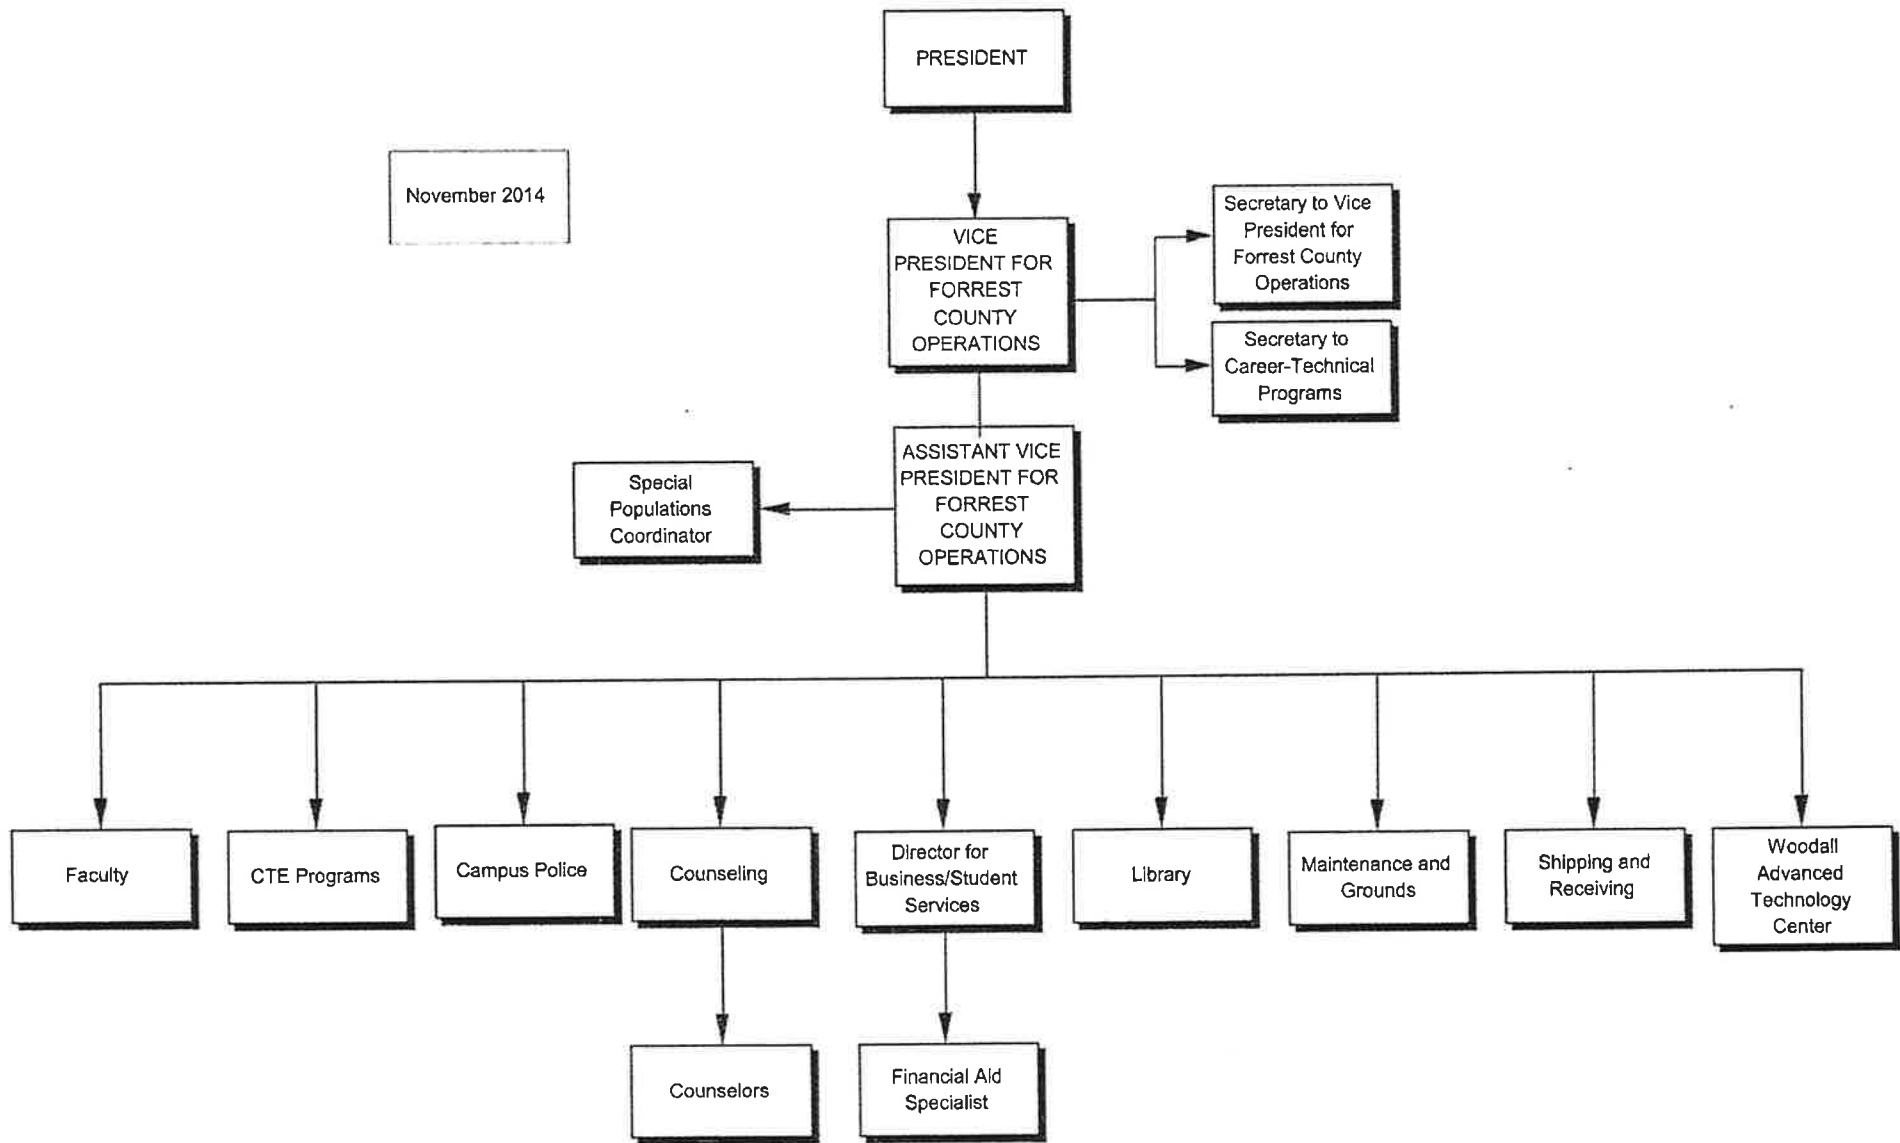 PRESIDENT
November 2014
VICE
PRESIDENT FOR
FORREST
COUNTY
OPERATIONS
Secretary to Vice
President for
Forrest County
Operations
Secretary to
Career-Technical
Programs
ASSISTANT VICE
PRESIDENT FOR
FORREST
COUNTY
OPERATIONS
Special
Populations
Coordinator
Faculty
CTE Programs
Campus Police
Counseling
Director for
Business/Student
Services
Library
Maintenance and
Grounds
Shipping and
Receiving
Woodall
Advanced
Technology
Center
Counselors
Financial Aid
Specialist